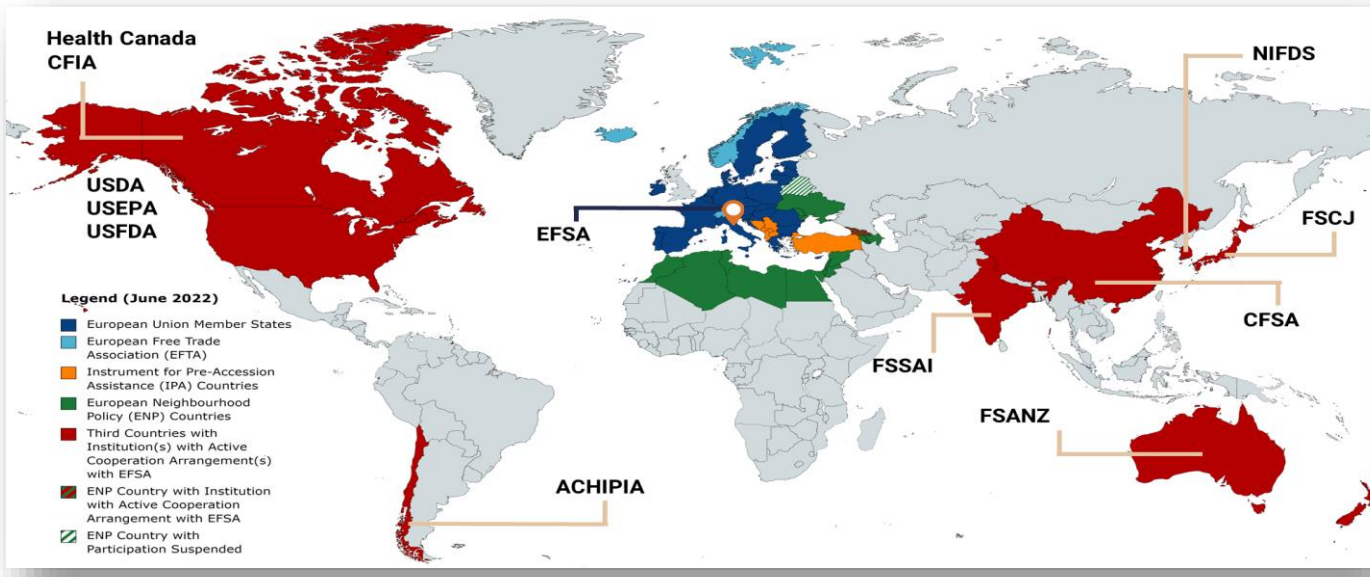 Health Canada
CFIA
NIFDS
USDA
USEPA
USFDA
EFSA
FSCJ
CFSA
FSSAI
FSANZ
ACHIPIA
Legend (June 2022)
European Union Member States
European Free Trade
Association (EFTA)
Instrument for Pre-Accession
Assistance (IPA) Countries
European Neighbourhood
Policy (ENP) Countries
Third Countries with
Institution(s) with Active
Cooperation Arrangement(s)
with EFSA
ENP Country with Institution
with Active Cooperation
Arrangement with EFSA
ENP Country with
Participation Suspended